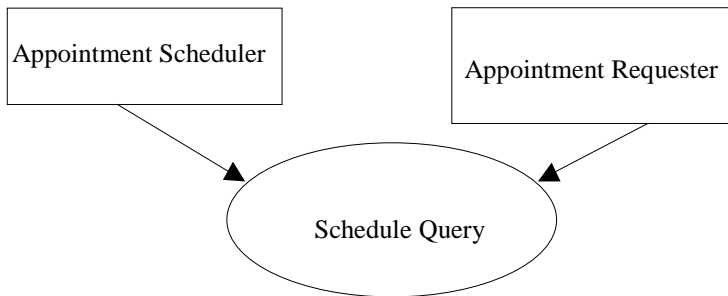 Appointment Scheduler
Appointment Requester
Schedule Query